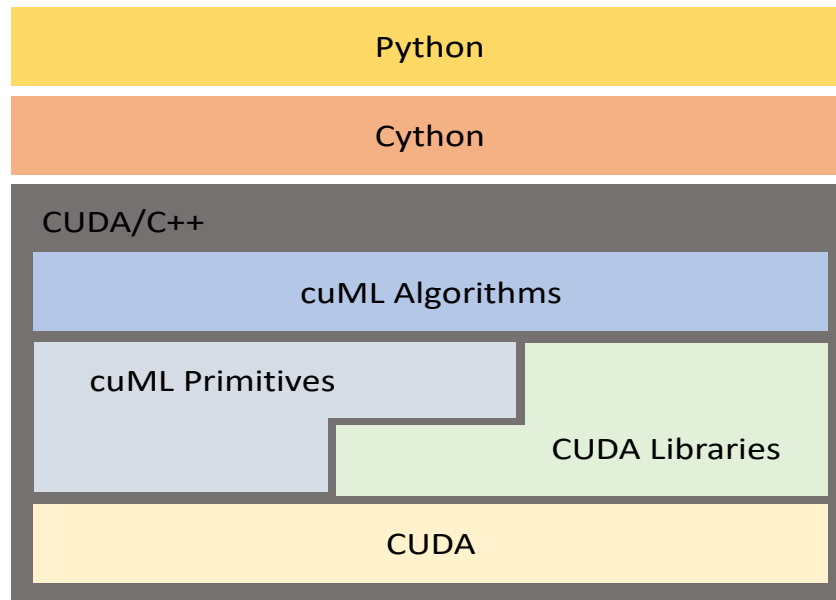 Python
Cython
CUDA/C++
cuML Algorithms
cuML Primitives
CUDA Libraries
CUDA